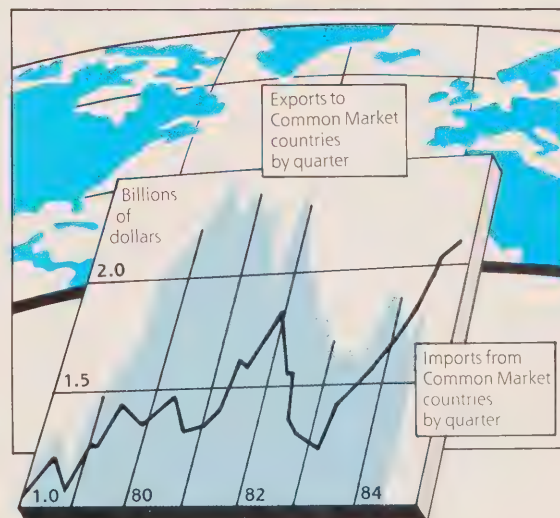 Exports to
Common Market
countries
by quarter
Billions
of
dollars
2.0
1.5
Imports from
Common Market
countries
by quarter
1.0
80
82
84